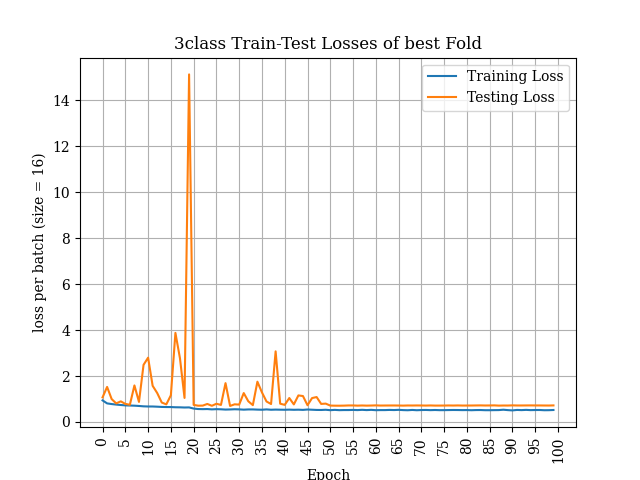 3class Train-Test Losses of best Fold
Training Loss
Testing Loss
loss per batch (size = 16)
14
12
10
8
6
4
2
0
0 5 10 15 20 25 30 35 40 45 50 55 60 65 70 75 80 85 90 95 100
Epoch